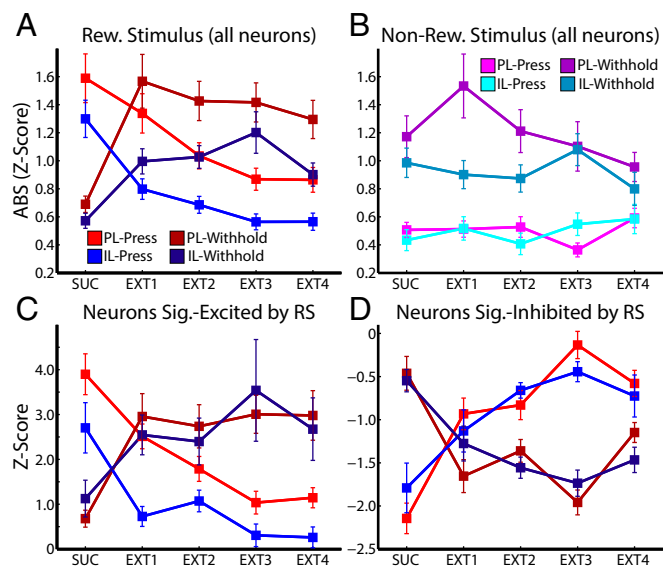 A
Rew. Stimulus (all neurons)
ABS (Z-Score)
1.6
1.4
1.2
1.0
0.8
0.6
0.4
0.2
PL-Press
PL-Withhold
IL-Press
IL-Withhold
SUC EXT1 EXT2 EXT3 EXT4
B
Non-Rew. Stimulus (all neurons)
PL-Press
PL-Withhold
IL-Press
IL-Withhold
1.6
1.4
1.2
1.0
0.8
0.6
0.4
0.2
SUC EXT1 EXT2 EXT3 EXT4
C
Neurons Sig.-Excited by RS
Z-Score
5.0
4.0
3.0
2.0
1.0
0
SUC EXT1 EXT2 EXT3 EXT4
D
Neurons Sig.-Inhibited by RS
0
−0.5
−1.0
−1.5
−2.0
−2.5
SUC EXT1 EXT2 EXT3 EXT4